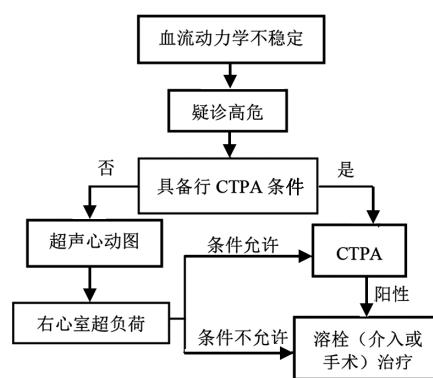 血流动力学不稳定
疑诊高危
否
具备行 CTPA 条件
是
超声心动图
条件允许
CTPA
阳性
右心室超负荷
条件不允许
溶栓（介入或
手术）治疗